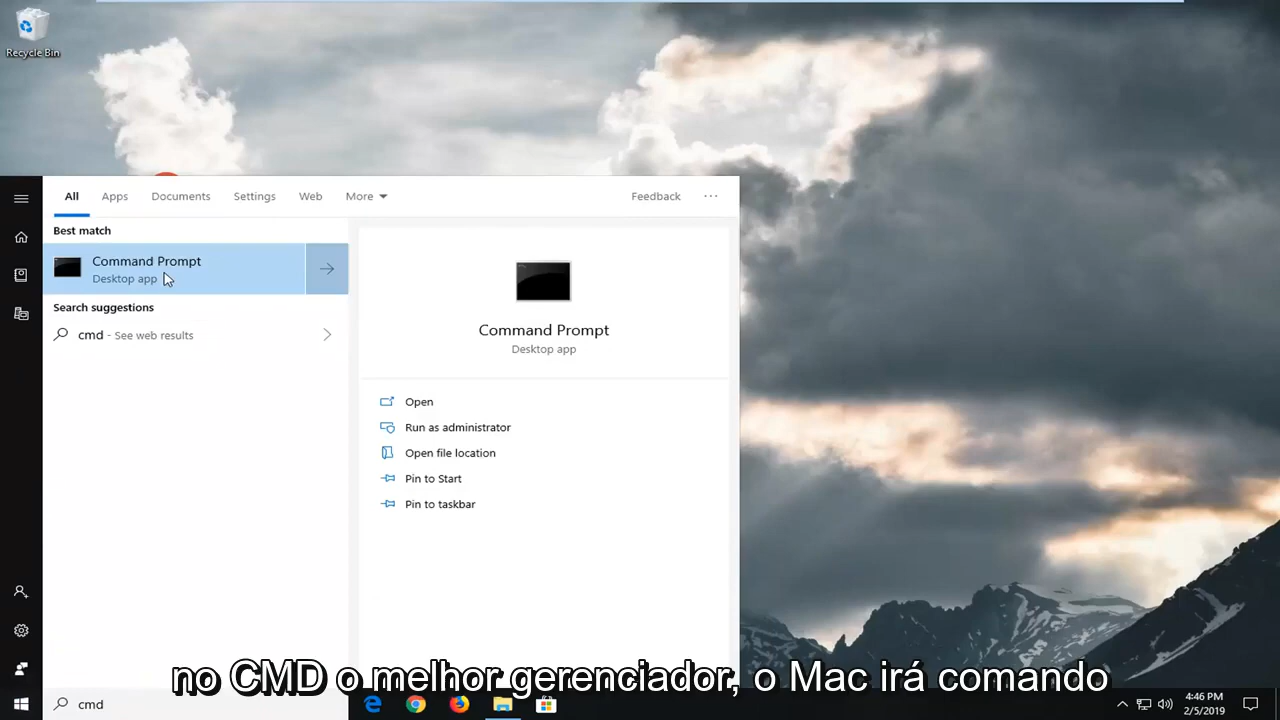 Recycle Bin
All Apps Documents Settings Web More Feedback ...
Best match
Command Prompt
Desktop app
Search suggestions
cmd - See web results
Command Prompt
Desktop app
Open
Run as administrator
Open file location
Pin to Start
Pin to taskbar
no CMD o melhor gerenciador, o Mac irá comando
cmd
4:46 PM
2/5/2019